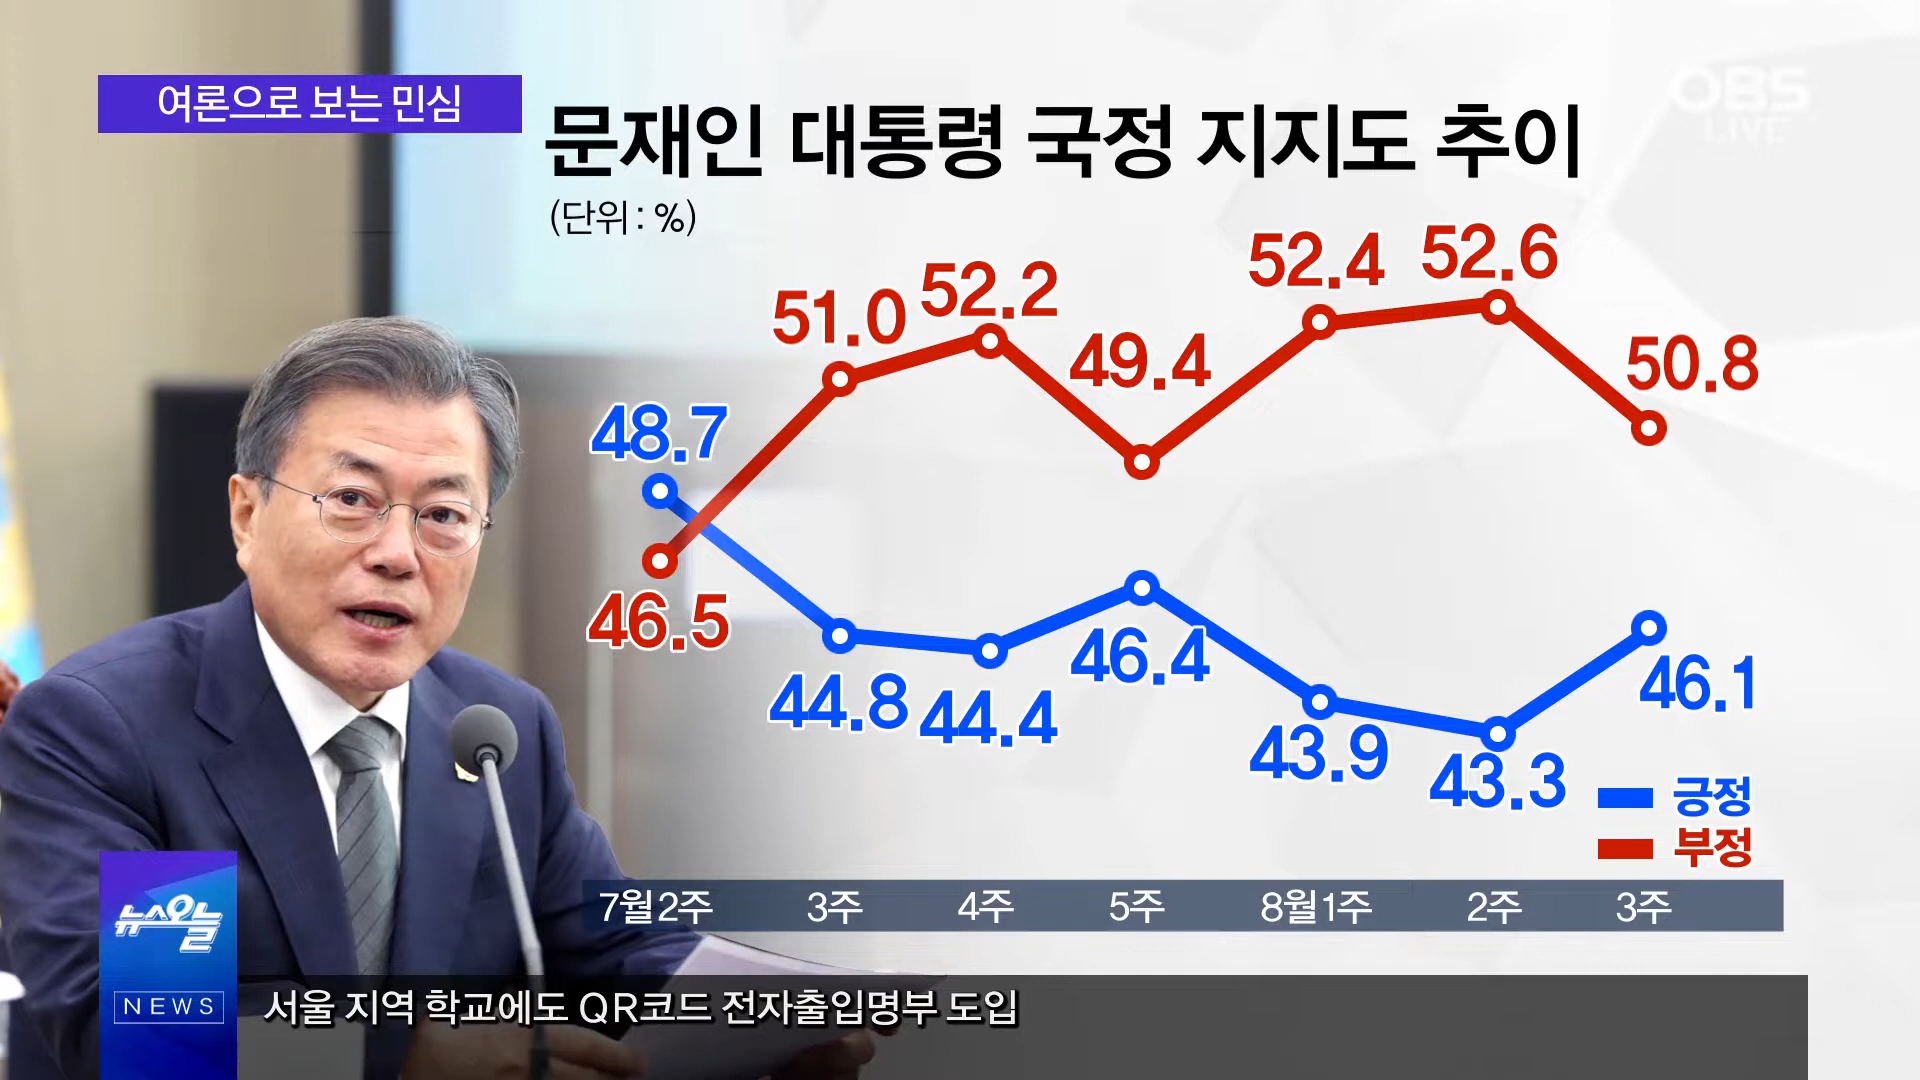 여론으로 보는 민심
OBS
LIVE
문재인 대통령 국정 지지도 추이
(단위 : %)
48.7
51.0
52.2
49.4
52.4
52.6
50.8
46.5
44.8
44.4
46.4
43.9
43.3
46.1
긍정
부정
7월 2주 3주 4주 5주 8월 1주 2주 3주
뉴스오늘
NEWS
서울 지역 학교에도 QR코드 전자출입명부 도입